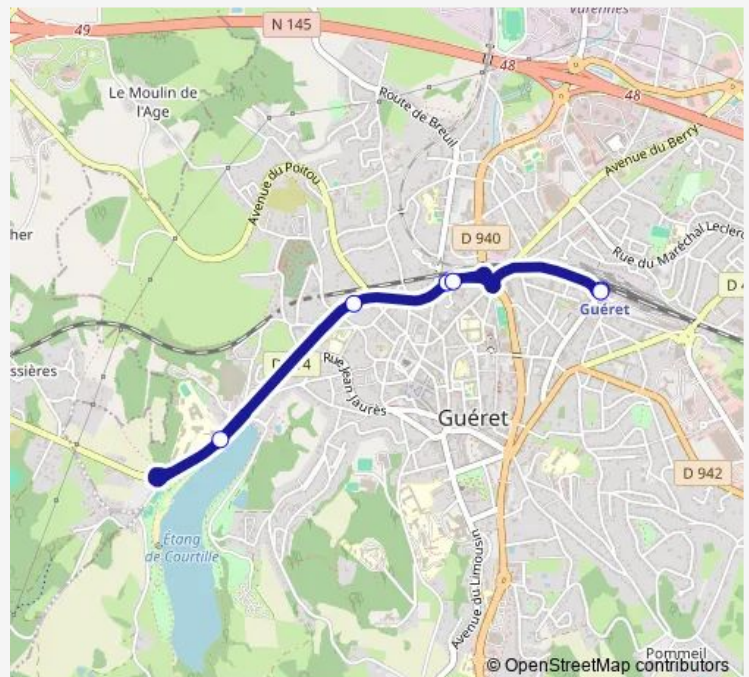 49
N 145
Varennes
48
48
Le Moulin de
l'Age
Route de Breuil
Avenue du Berry
Avenue du Poitou
D 940
Rue du Maréchal Leclerc
Guéret
ssières
Rue Jean Jaurès
Guéret
D 942
Étang
de Courtille
Avenue du Limousin
Pommeil
© OpenStreetMap contributors